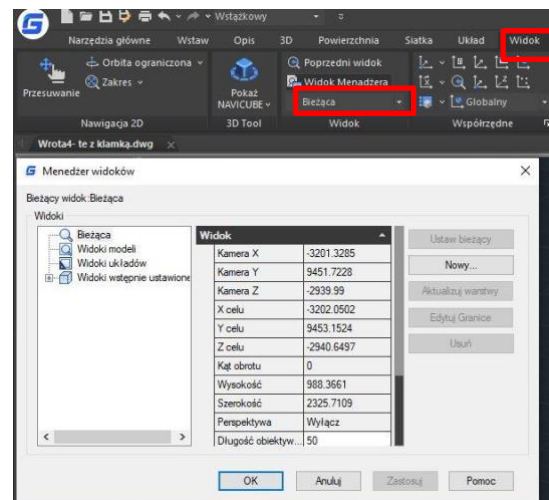 Wstążkowy
Narzędzia główne Wstaw Opis 3D Powierzchnia Siatka Układ Widok
Orbita ograniczona Poprzedni widok
Przesuwanie Zakres Pokaż NAVICUBE Widok Menadżera
Bieżąca Globalny
Nawigacja 2D 3D Tool Widok Współrzędne
Wrota4- te z klamką.dwg
Menedżer widoków
Bieżący widok:Bieżąca
Widoki
Bieżąca
Widoki modeli
Widoki układów
Widoki wstępnie ustawione
Widok
Kamera X -3201.3285
Kamera Y 9451.7228
Kamera Z -2939.99
X celu -3202.0502
Y celu 9453.1524
Z celu -2940.6497
Kąt obrotu 0
Wysokość 988.3661
Szerokość 2325.7109
Perspektywa Wyłącz
Długość obiektyw... 50
Ustaw bieżący
Nowy...
Aktualizuj warstwy
Edytuj Granice
Usuń
OK Anuluj Zastosuj Pomoc